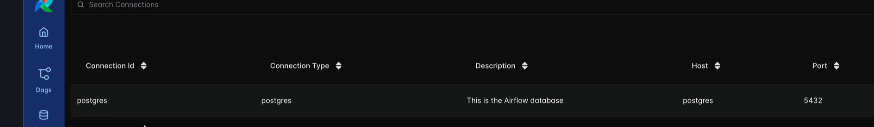 Search Connections
Home
Connection Id Connection Type Description Host Port
Dags
postgres postgres This is the Airflow database postgres 5432